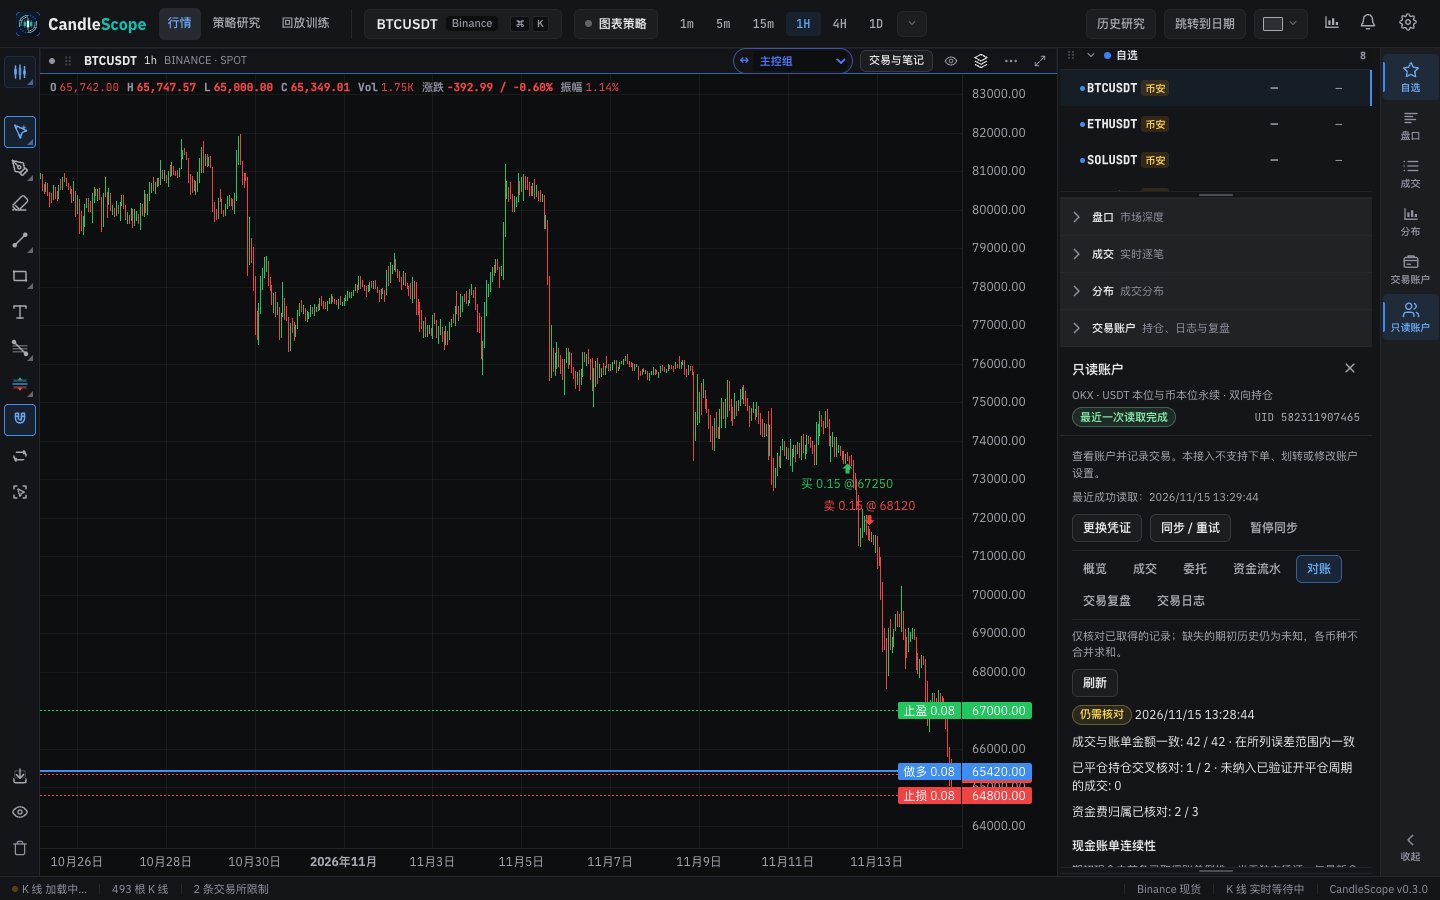 CandleScope 行情 策略研究 回放训练 BTCUSDT Binance ⌘ K 图表策略 1m 5m 15m 1H 4H 1D 历史研究 跳转到日期
BTCUSDT 1h BINANCE · SPOT 主控组 交易与笔记
O 65,742.00 H 65,747.57 L 65,000.00 C 65,349.01 Vol 1.75K 涨跌 -392.99 / -0.60% 振幅 1.14%
83000.00
82000.00
81000.00
80000.00
79000.00
78000.00
77000.00
76000.00
75000.00
74000.00
73000.00
72000.00
71000.00
70000.00
69000.00
68000.00
66000.00
64000.00
买 0.15 @ 67250
卖 0.15 @ 68120
止盈 0.08 67000.00
做多 0.08 65420.00
止损 0.08 64800.00
10月26日 10月28日 10月30日 2026年11月 11月3日 11月5日 11月7日 11月9日 11月11日 11月13日
自选 8
BTCUSDT 币安 — —
ETHUSDT 币安 — —
SOLUSDT 币安 — —
盘口 市场深度
成交 实时逐笔
分布 成交分布
交易账户 持仓、日志与复盘
只读账户
OKX · USDT 本位与币本位永续 · 双向持仓
最近一次读取完成 UID 582311907465
查看账户并记录交易。本接入不支持下单、划转或修改账户
设置。
最近成功读取: 2026/11/15 13:29:44
更换凭证 同步 / 重试 暂停同步
概览 成交 委托 资金流水 对账
交易复盘 交易日志
仅核对已取得的记录；缺失的期初历史仍为未知，各币种不
合并求和。
刷新
仍需核对 2026/11/15 13:28:44
成交与账单金额一致: 42 / 42 · 在所列误差范围内一致
已平仓持仓交叉核对: 1 / 2 · 未纳入已验证开平仓周期
的成交: 0
资金费归属已核对: 2 / 3
现金账单连续性
自选
盘口
成交
分布
交易账户
只读账户
收起
K 线 加载中... 493 根 K 线 2 条交易所限制 Binance 现货 K 线 实时等待中 CandleScope v0.3.0